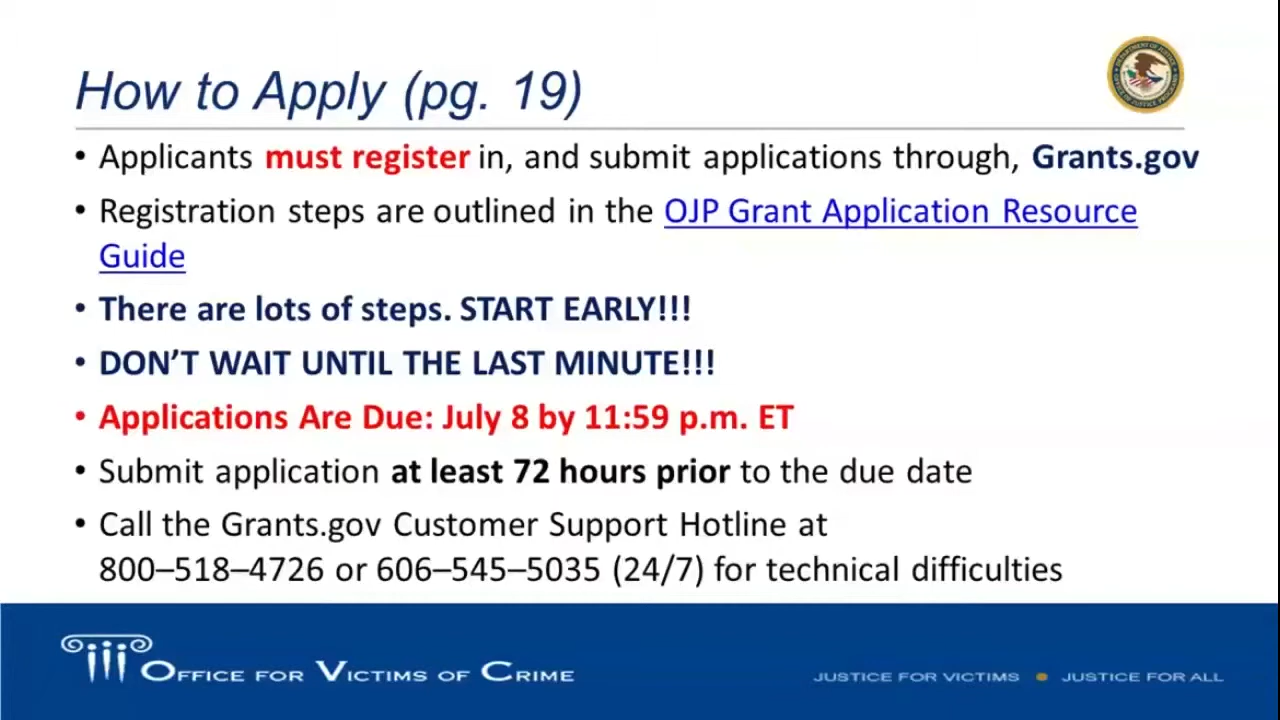 How to Apply (pg. 19)
• Applicants must register in, and submit applications through, Grants.gov
• Registration steps are outlined in the OJP Grant Application Resource
Guide
• There are lots of steps. START EARLY!!!
• DON’T WAIT UNTIL THE LAST MINUTE!!!
• Applications Are Due: July 8 by 11:59 p.m. ET
• Submit application at least 72 hours prior to the due date
• Call the Grants.gov Customer Support Hotline at
800–518–4726 or 606–545–5035 (24/7) for technical difficulties
OFFICE FOR VICTIMS OF CRIME
JUSTICE FOR VICTIMS • JUSTICE FOR ALL